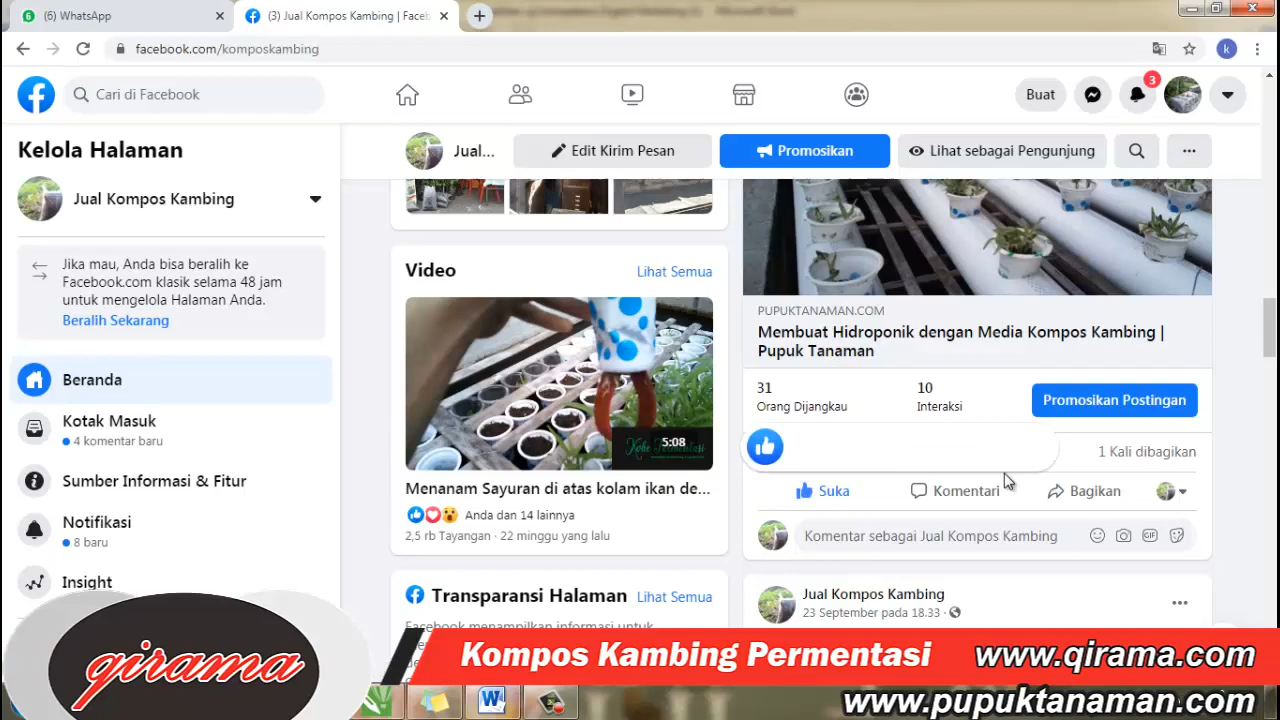 (6) WhatsApp
(3) Jual Kompos Kambing | Faceb
facebook.com/komposkambing
k
Cari di Facebook
Buat
3
Kelola Halaman
Jual...
Edit Kirim Pesan
Promosikan
Lihat sebagai Pengunjung
Jual Kompos Kambing
Jika mau, Anda bisa beralih ke
Facebook.com klasik selama 48 jam
untuk mengelola Halaman Anda.
Beralih Sekarang
Beranda
Kotak Masuk
4 komentar baru
Sumber Informasi & Fitur
Notifikasi
8 baru
Insight
Video
Lihat Semua
5:08
Menanam Sayuran di atas kolam ikan de...
Anda dan 14 lainnya
2,5 rb Tayangan · 22 minggu yang lalu
Transparansi Halaman
Lihat Semua
Facebook menampilkan informasi untuk
PUPUKTANAMAN.COM
Membuat Hidroponik dengan Media Kompos Kambing |
Pupuk Tanaman
31
Orang Dijangkau
10
Interaksi
Promosikan Postingan
1 Kali dibagikan
Suka
Komentari
Bagikan
Komentar sebagai Jual Kompos Kambing
GIF
Jual Kompos Kambing
23 September pada 18.33 ·
qirama
Kompos Kambing Permentasi
www.qirama.com
www.pupuktanaman.com